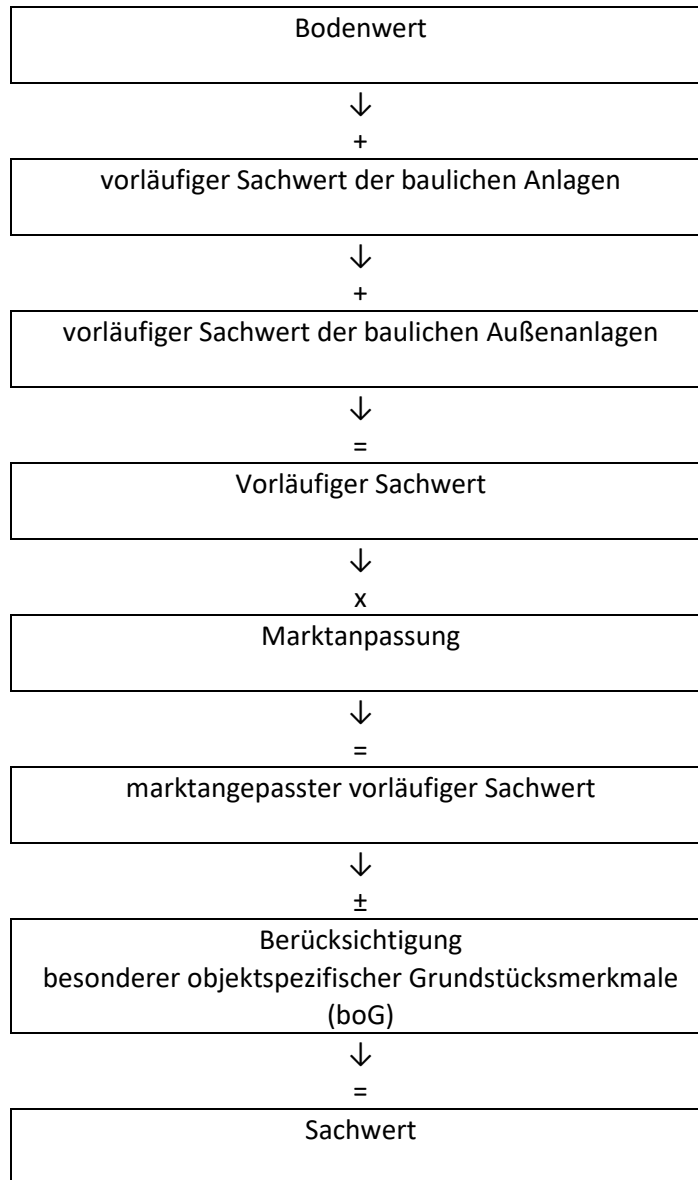 Bodenwert
↓
+
vorläufiger Sachwert der baulichen Anlagen
↓
+
vorläufiger Sachwert der baulichen Außenanlagen
↓
=
Vorläufiger Sachwert
↓
x
Marktanpassung
↓
=
marktangepasster vorläufiger Sachwert
↓
±
Berücksichtigung
besonderer objektspezifischer Grundstücksmerkmale
(boG)
↓
=
Sachwert